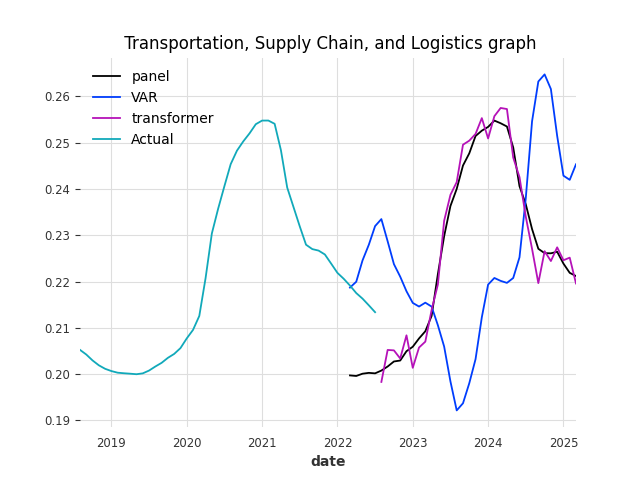 Transportation, Supply Chain, and Logistics graph
panel
VAR
transformer
Actual
0.26
0.25
0.24
0.23
0.22
0.21
0.20
0.19
2019 2020 2021 2022 2023 2024 2025
date